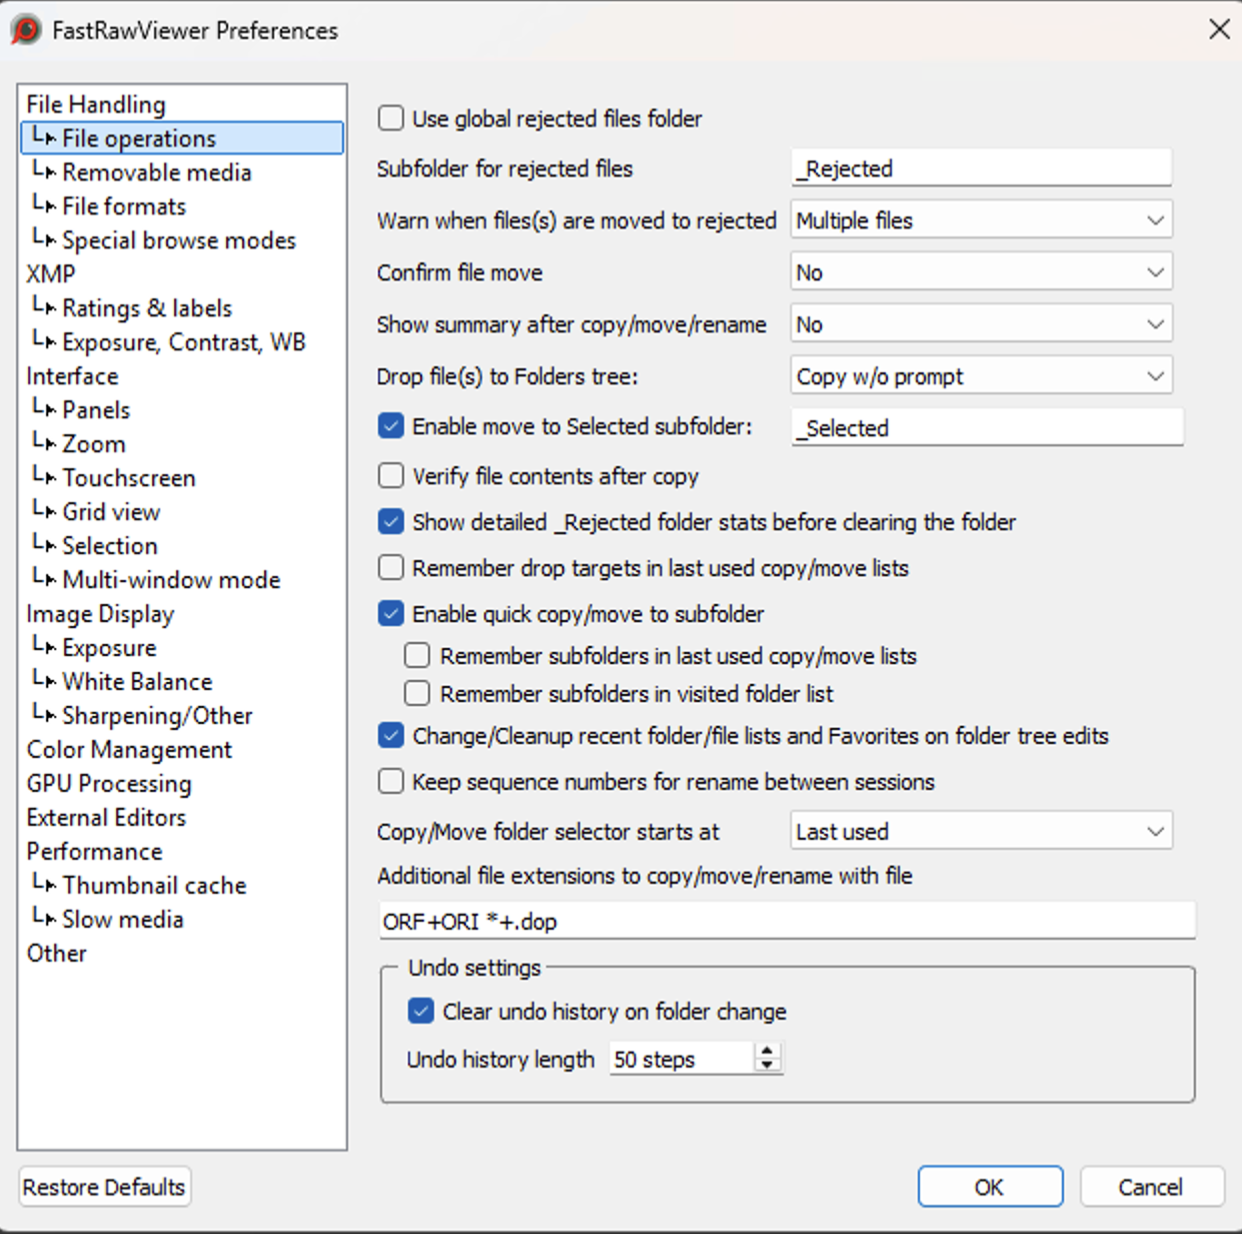 FastRawViewer Preferences
File Handling
File operations
Removable media
File formats
Special browse modes
XMP
Ratings & labels
Exposure, Contrast, WB
Interface
Panels
Zoom
Touchscreen
Grid view
Selection
Multi-window mode
Image Display
Exposure
White Balance
Sharpening/Other
Color Management
GPU Processing
External Editors
Performance
Thumbnail cache
Slow media
Other
Use global rejected files folder
Subfolder for rejected files _Rejected
Warn when files(s) are moved to rejected Multiple files
Confirm file move No
Show summary after copy/move/rename No
Drop file(s) to Folders tree: Copy w/o prompt
Enable move to Selected subfolder: _Selected
Verify file contents after copy
Show detailed _Rejected folder stats before clearing the folder
Remember drop targets in last used copy/move lists
Enable quick copy/move to subfolder
Remember subfolders in last used copy/move lists
Remember subfolders in visited folder list
Change/Cleanup recent folder/file lists and Favorites on folder tree edits
Keep sequence numbers for rename between sessions
Copy/Move folder selector starts at Last used
Additional file extensions to copy/move/rename with file
ORF+ORI *+.dop
Undo settings
Clear undo history on folder change
Undo history length 50 steps
Restore Defaults OK Cancel